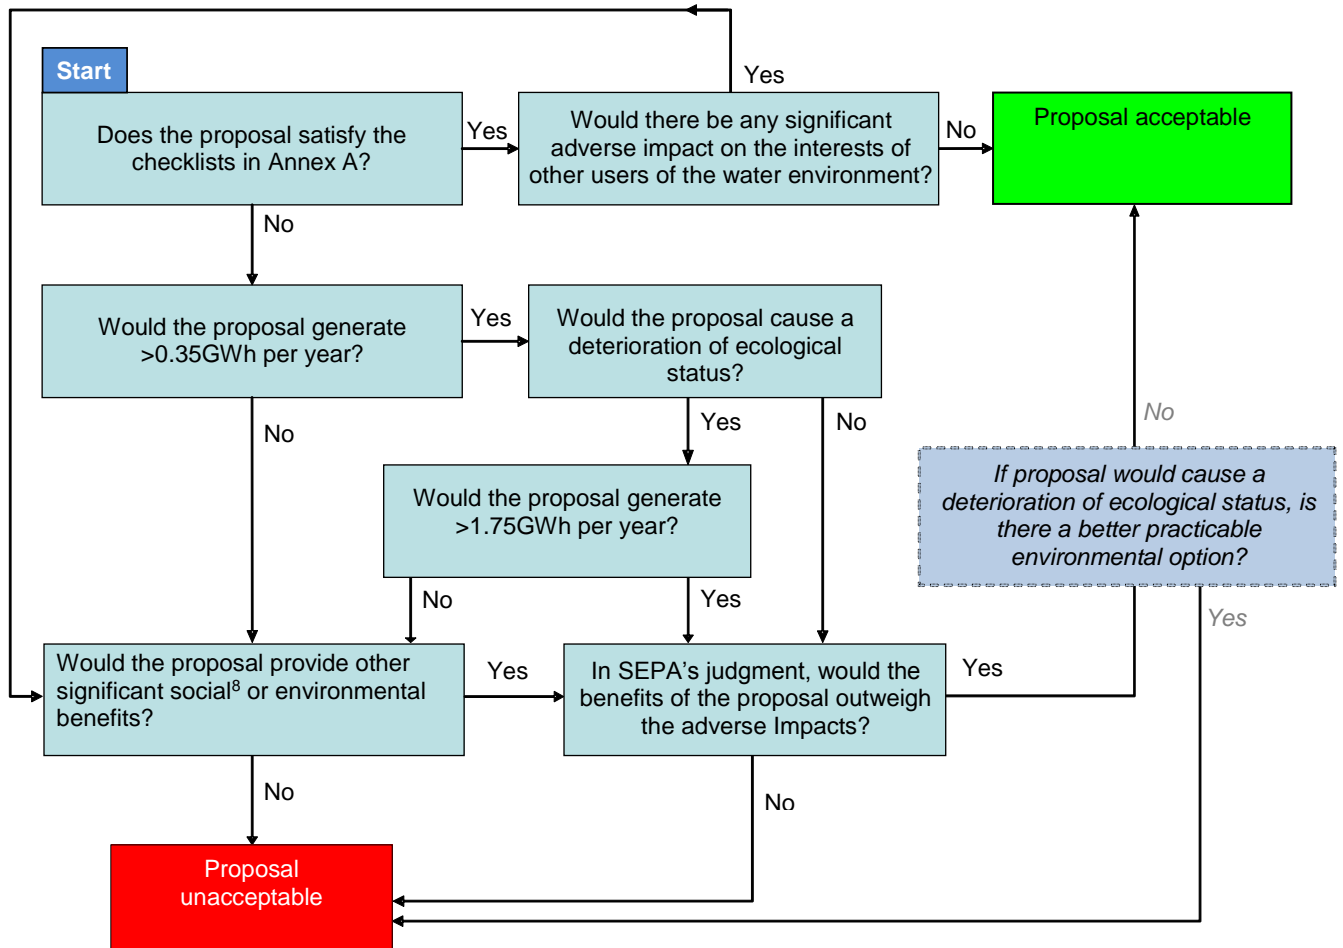 Start
Yes
Does the proposal satisfy the
checklists in Annex A?
Yes
Would there be any significant
adverse impact on the interests of
other users of the water environment?
No
Proposal acceptable
No
Would the proposal generate
>0.35GWh per year?
Yes
Would the proposal cause a
deterioration of ecological
status?
No
Yes
No
No
If proposal would cause a
deterioration of ecological status, is
there a better practicable
environmental option?
Would the proposal generate
>1.75GWh per year?
No
Yes
Yes
Would the proposal provide other
significant social⁸ or environmental
benefits?
Yes
In SEPA’s judgment, would the
benefits of the proposal outweigh
the adverse Impacts?
Yes
No
No
Proposal
unacceptable